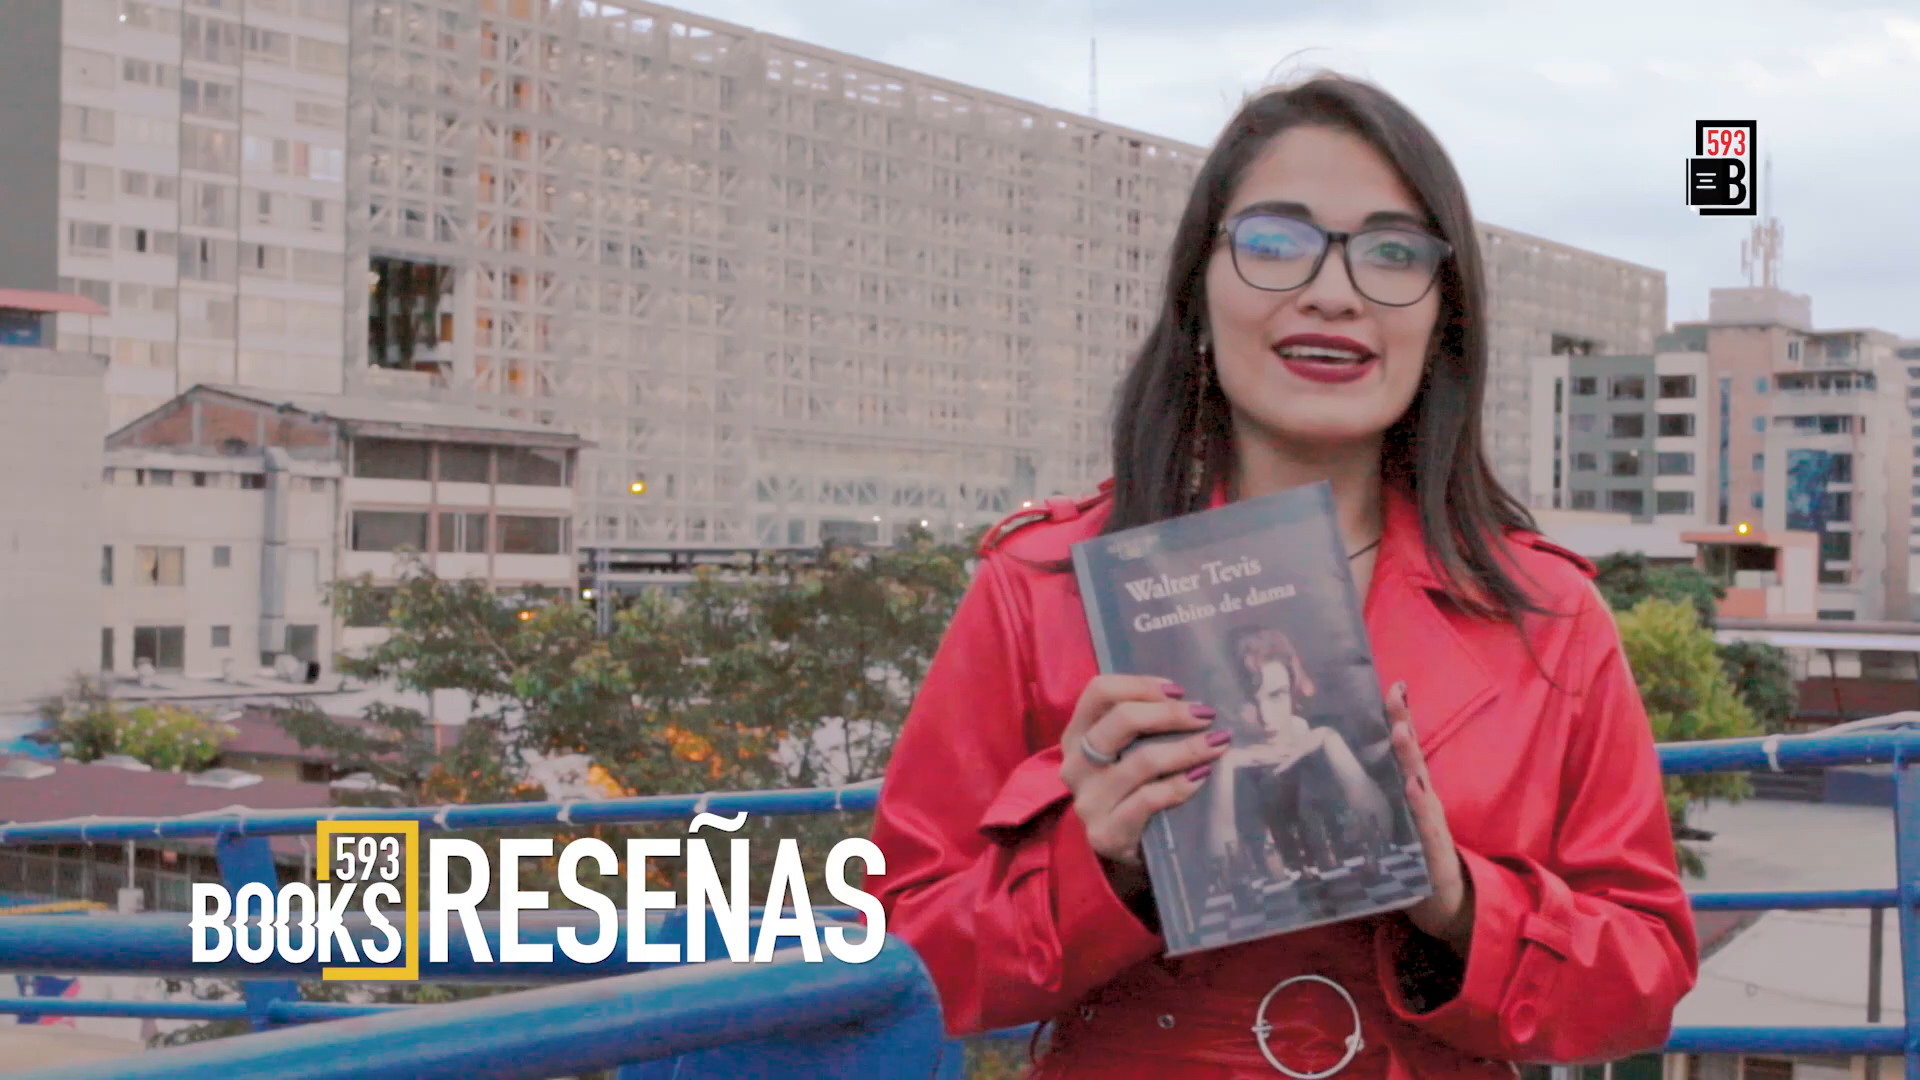 593
B
Walter Tevis
Gambito de dama
593
BOOKS
RESEÑAS